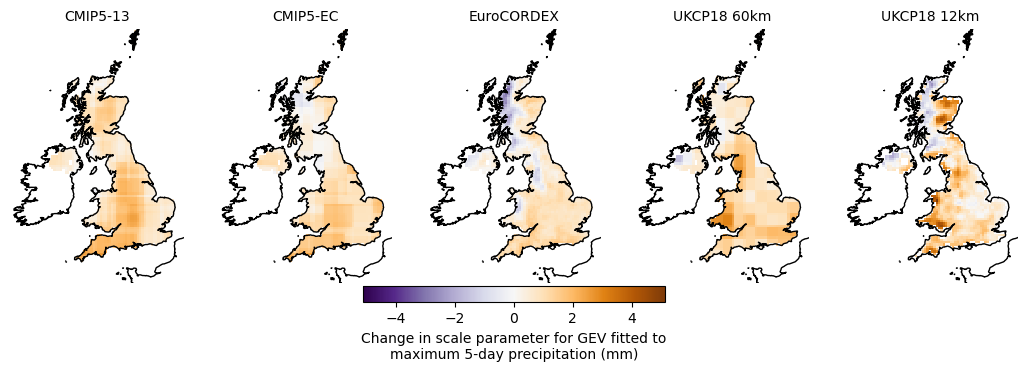 CMIP5-13
CMIP5-EC
EuroCORDEX
UKCP18 60km
UKCP18 12km
−4
−2
0
2
4
Change in scale parameter for GEV fitted to
maximum 5-day precipitation (mm)